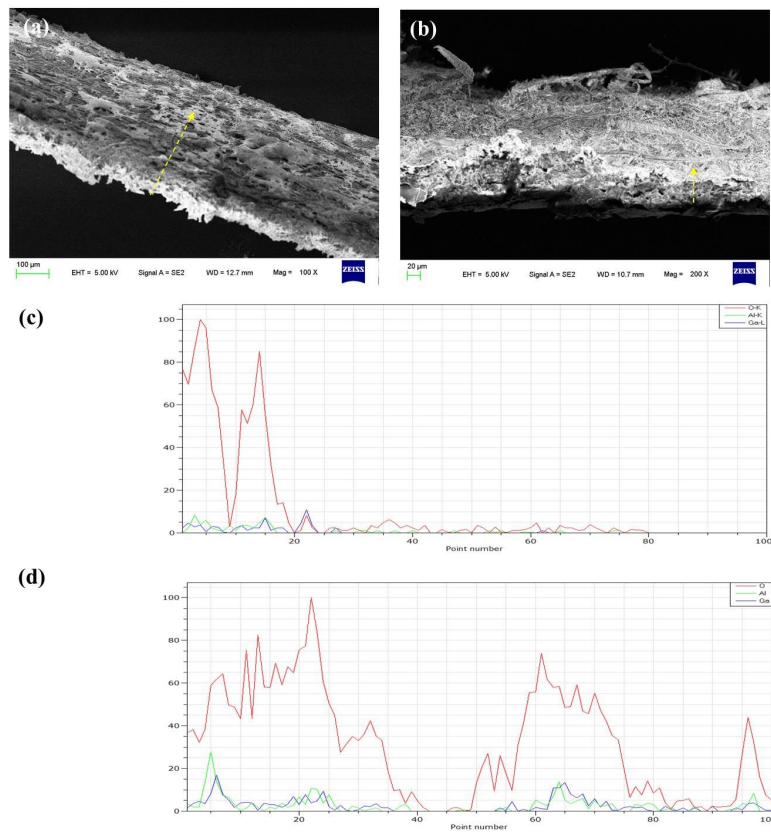 (a)
(b)
100 µm
EHT = 5.00 kV
Signal A = SE2
WD = 12.7 mm
Mag = 100 X
ZEISS
20 µm
EHT = 5.00 kV
Signal A = SE2
WD = 10.7 mm
Mag = 200 X
ZEISS
(c)
O-K
Al-K
Ga-L
100
80
60
40
20
0
20
40
60
80
100
Point number
(d)
O
Al
Ga
100
80
60
40
20
0
20
40
60
80
100
Point number